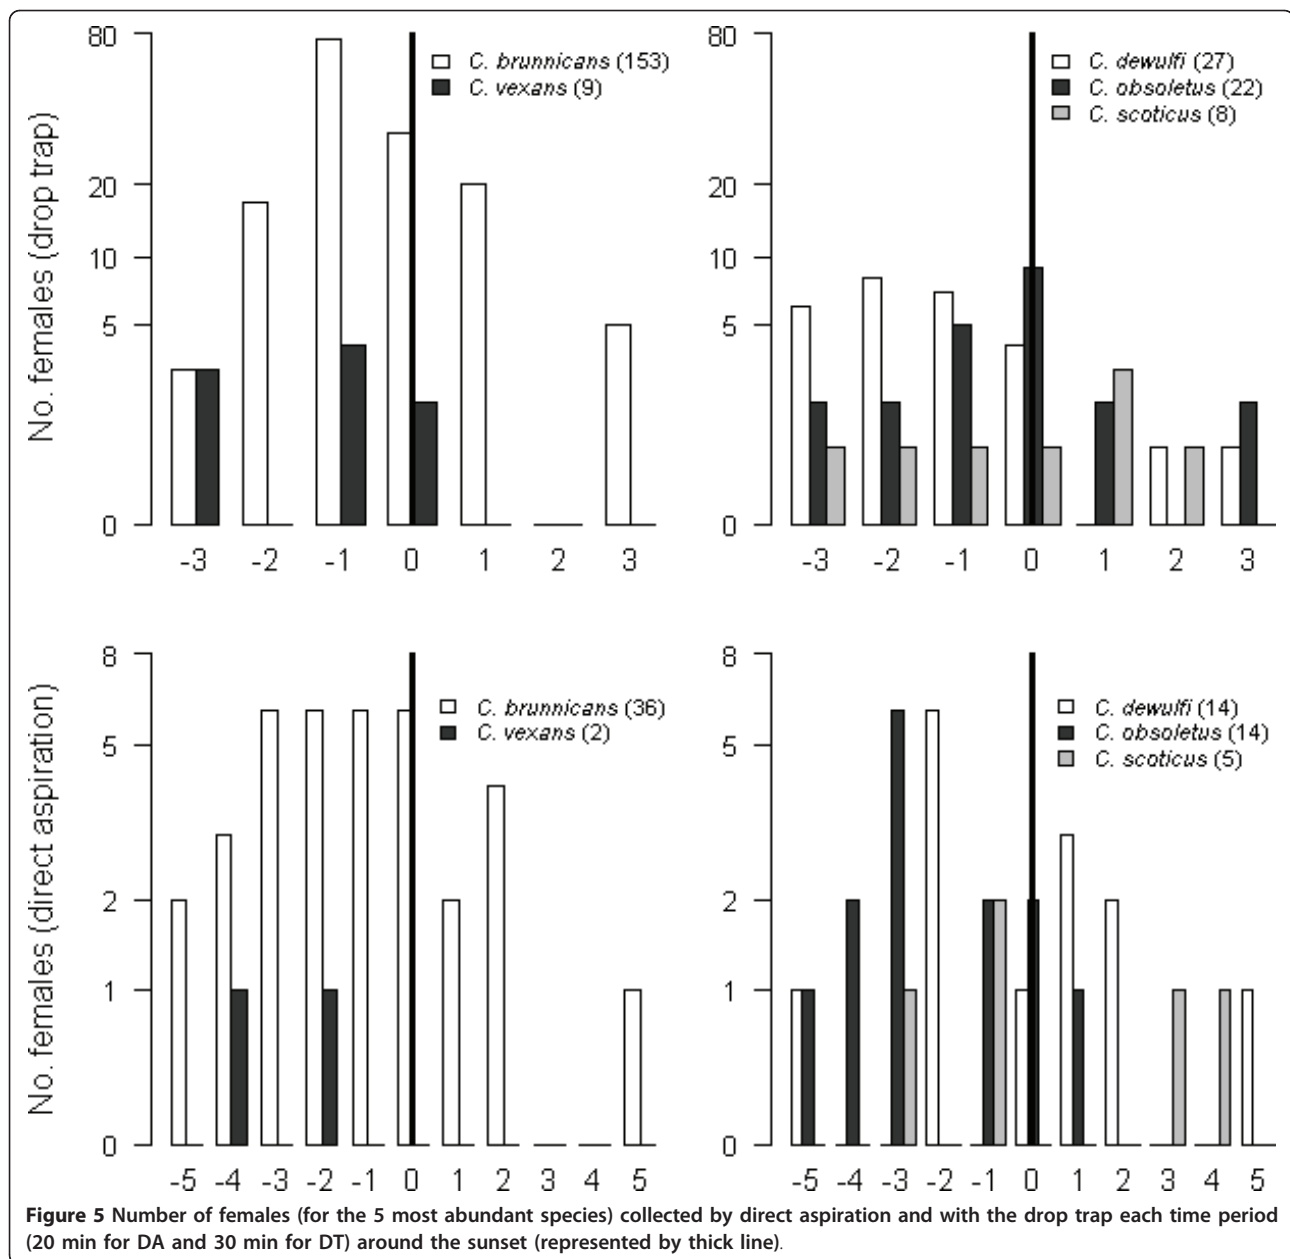 No. females (drop trap)
80
20
10
5
0
C. brunnicans (153)
C. vexans (9)
-3 -2 -1 0 1 2 3
80
20
10
5
0
C. dewulfi (27)
C. obsoletus (22)
C. scoticus (8)
-3 -2 -1 0 1 2 3
No. females (direct aspiration)
8
5
2
1
0
C. brunnicans (36)
C. vexans (2)
-5 -4 -3 -2 -1 0 1 2 3 4 5
8
5
2
1
0
C. dewulfi (14)
C. obsoletus (14)
C. scoticus (5)
-5 -4 -3 -2 -1 0 1 2 3 4 5
Figure 5 Number of females (for the 5 most abundant species) collected by direct aspiration and with the drop trap each time period
(20 min for DA and 30 min for DT) around the sunset (represented by thick line).